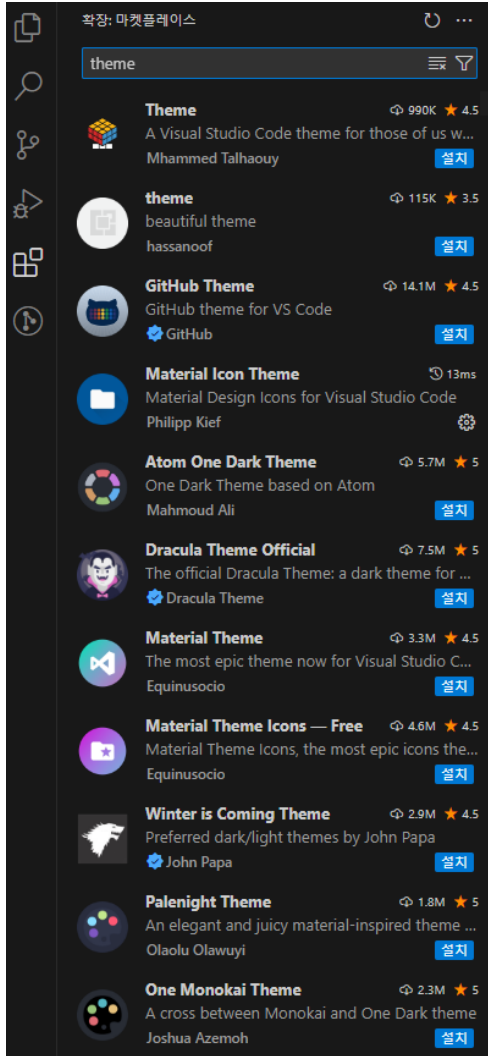 확장: 마켓플레이스
theme
Theme 990K 4.5
A Visual Studio Code theme for those of us w...
Mhammed Talhaouy 설치
theme 115K 3.5
beautiful theme
hassanoof 설치
GitHub Theme 14.1M 4.5
GitHub theme for VS Code
GitHub 설치
Material Icon Theme 13ms
Material Design Icons for Visual Studio Code
Philipp Kief
Atom One Dark Theme 5.7M 5
One Dark Theme based on Atom
Mahmoud Ali 설치
Dracula Theme Official 7.5M 5
The official Dracula Theme: a dark theme for ...
Dracula Theme 설치
Material Theme 3.3M 4.5
The most epic theme now for Visual Studio C...
Equinusocio 설치
Material Theme Icons — Free 4.6M 4.5
Material Theme Icons, the most epic icons the...
Equinusocio 설치
Winter is Coming Theme 2.9M 4.5
Preferred dark/light themes by John Papa
John Papa 설치
Palenight Theme 1.8M 5
An elegant and juicy material-inspired theme ...
Olaolu Olawuyi 설치
One Monokai Theme 2.3M 5
A cross between Monokai and One Dark theme
Joshua Azemoh 설치